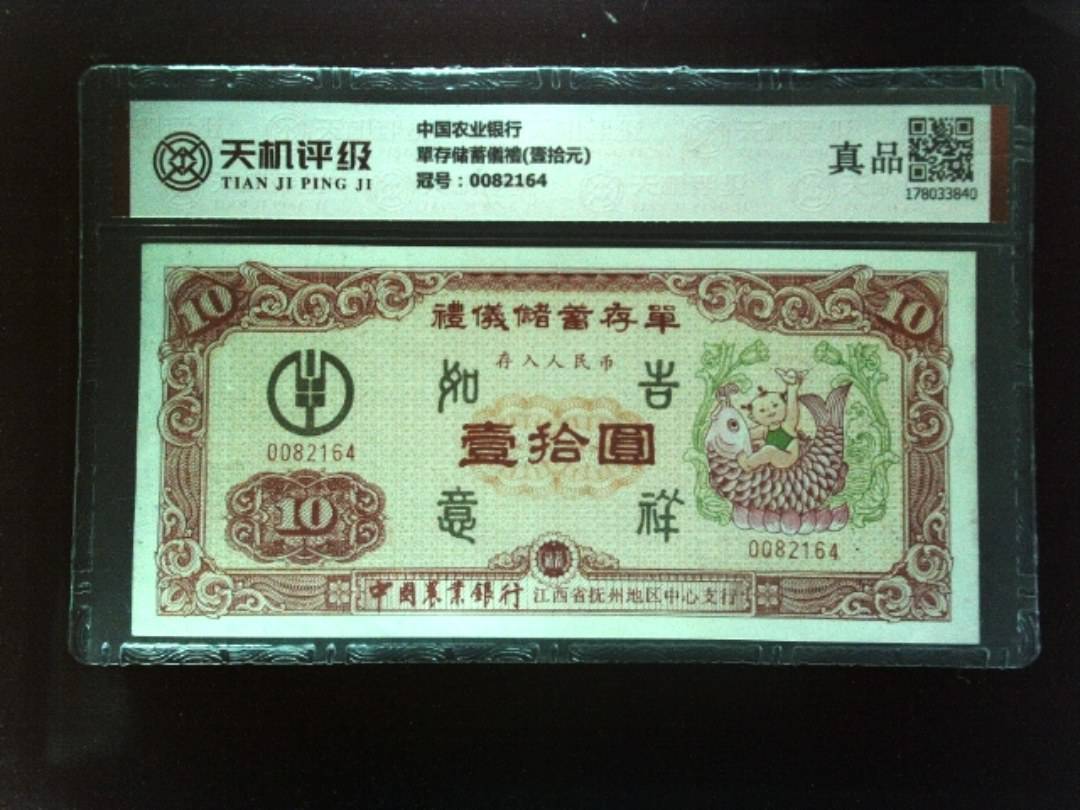 天机评级
TIAN JI PING JI
中国农业银行
單存储蓄儀禮(壹拾元)
冠号：0082164
真品
178033840
10
10
禮儀儲蓄存單
存入人民币
如
吉
0082164
壹拾圓
10
意
祥
0082164
中國農業銀行 江西省抚州地区中心支行